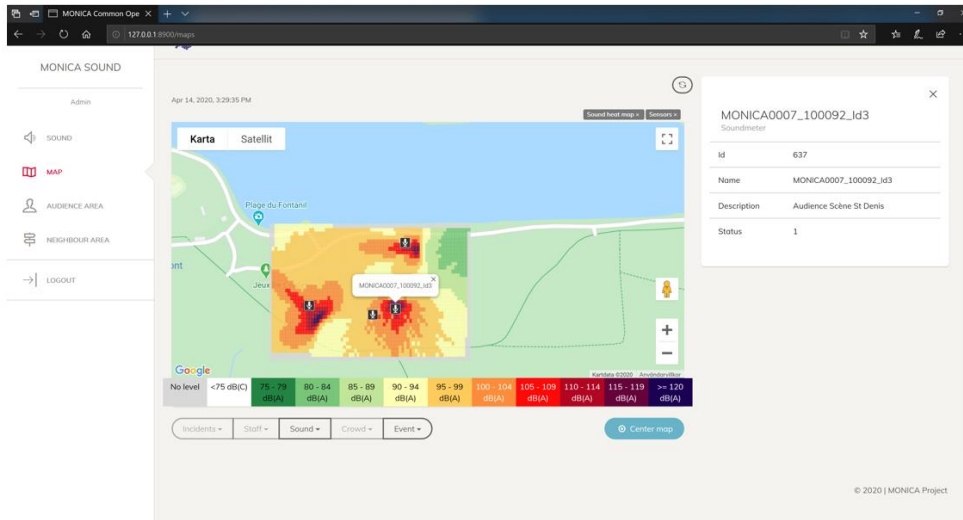 MONICA Common Ope
127.0.0.1:8900/maps
MONICA SOUND
Admin
SOUND
MAP
AUDIENCE AREA
NEIGHBOUR AREA
LOGOUT
Apr 14, 2020, 3:29:35 PM
Sound heat map × Sensors ×
Karta Satellit
Plage du Fontanil
ont
Jeux
MONICA0007_100092_Id3
Google
Kartdata ©2020 Användarvillkor
No level <75 dB(C) 75 - 79 dB(A) 80 - 84 dB(A) 85 - 89 dB(A) 90 - 94 dB(A) 95 - 99 dB(A) 100 - 104 dB(A) 105 - 109 dB(A) 110 - 114 dB(A) 115 - 119 dB(A) >= 120 dB(A)
Incidents Staff Sound Crowd Event
Center map
MONICA0007_100092_Id3
Soundmeter
Id 637
Name MONICA0007_100092_Id3
Description Audience Scène St Denis
Status 1
© 2020 | MONICA Project